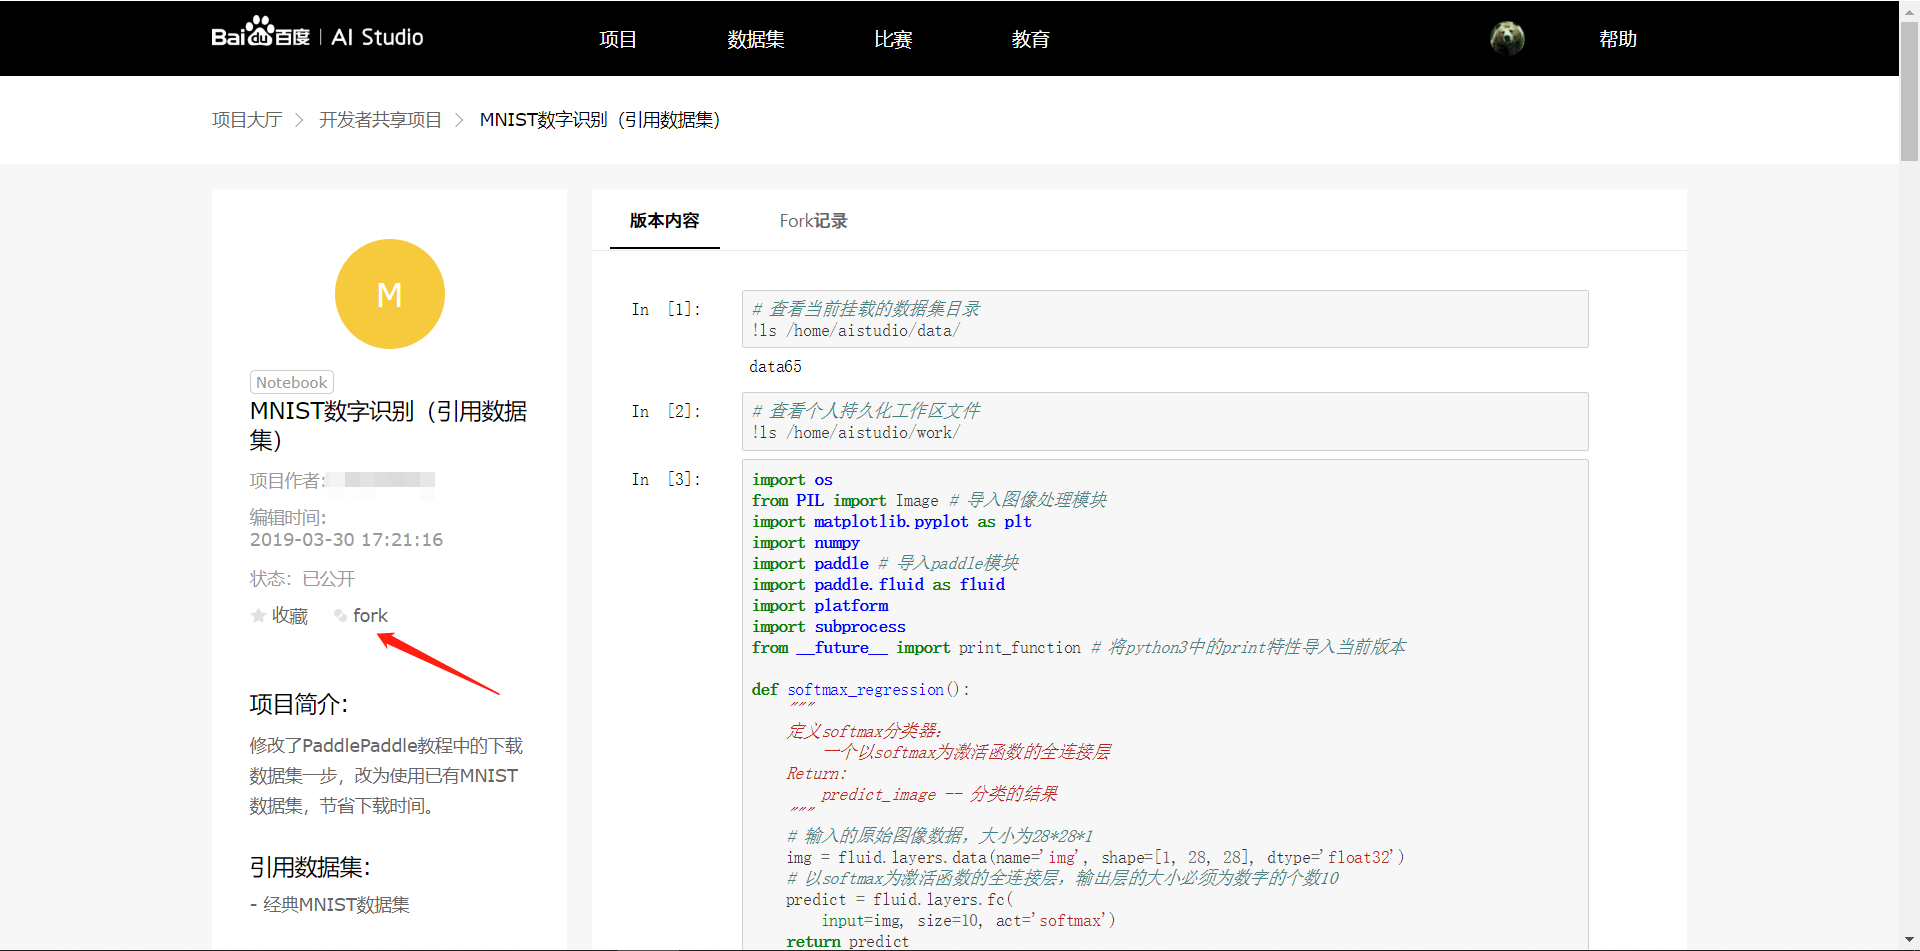 Bai du 百度 | AI Studio
项目
数据集
比赛
教育
帮助
项目大厅 > 开发者共享项目 > MNIST数字识别（引用数据集）
M
Notebook
MNIST数字识别（引用数据
集）
项目作者:
编辑时间:
2019-03-30 17:21:16
状态：已公开
收藏
fork
项目简介:
修改了PaddlePaddle教程中的下载
数据集一步，改为使用已有MNIST
数据集，节省下载时间。
引用数据集:
- 经典MNIST数据集
版本内容
Fork记录
In [1]:
# 查看当前挂载的数据集目录
!ls /home/aistudio/data/
data65
In [2]:
# 查看个人持久化工作区文件
!ls /home/aistudio/work/
In [3]:
import os
from PIL import Image # 导入图像处理模块
import matplotlib.pyplot as plt
import numpy
import paddle # 导入paddle模块
import paddle.fluid as fluid
import platform
import subprocess
from __future__ import print_function # 将python3中的print特性导入当前版本
def softmax_regression():
"""
定义softmax分类器：
一个以softmax为激活函数的全连接层
Return:
predict_image -- 分类的结果
"""
# 输入的原始图像数据，大小为28*28*1
img = fluid.layers.data(name='img', shape=[1, 28, 28], dtype='float32')
# 以softmax为激活函数的全连接层，输出层的大小必须为数字的个数10
predict = fluid.layers.fc(
input=img, size=10, act='softmax')
return predict